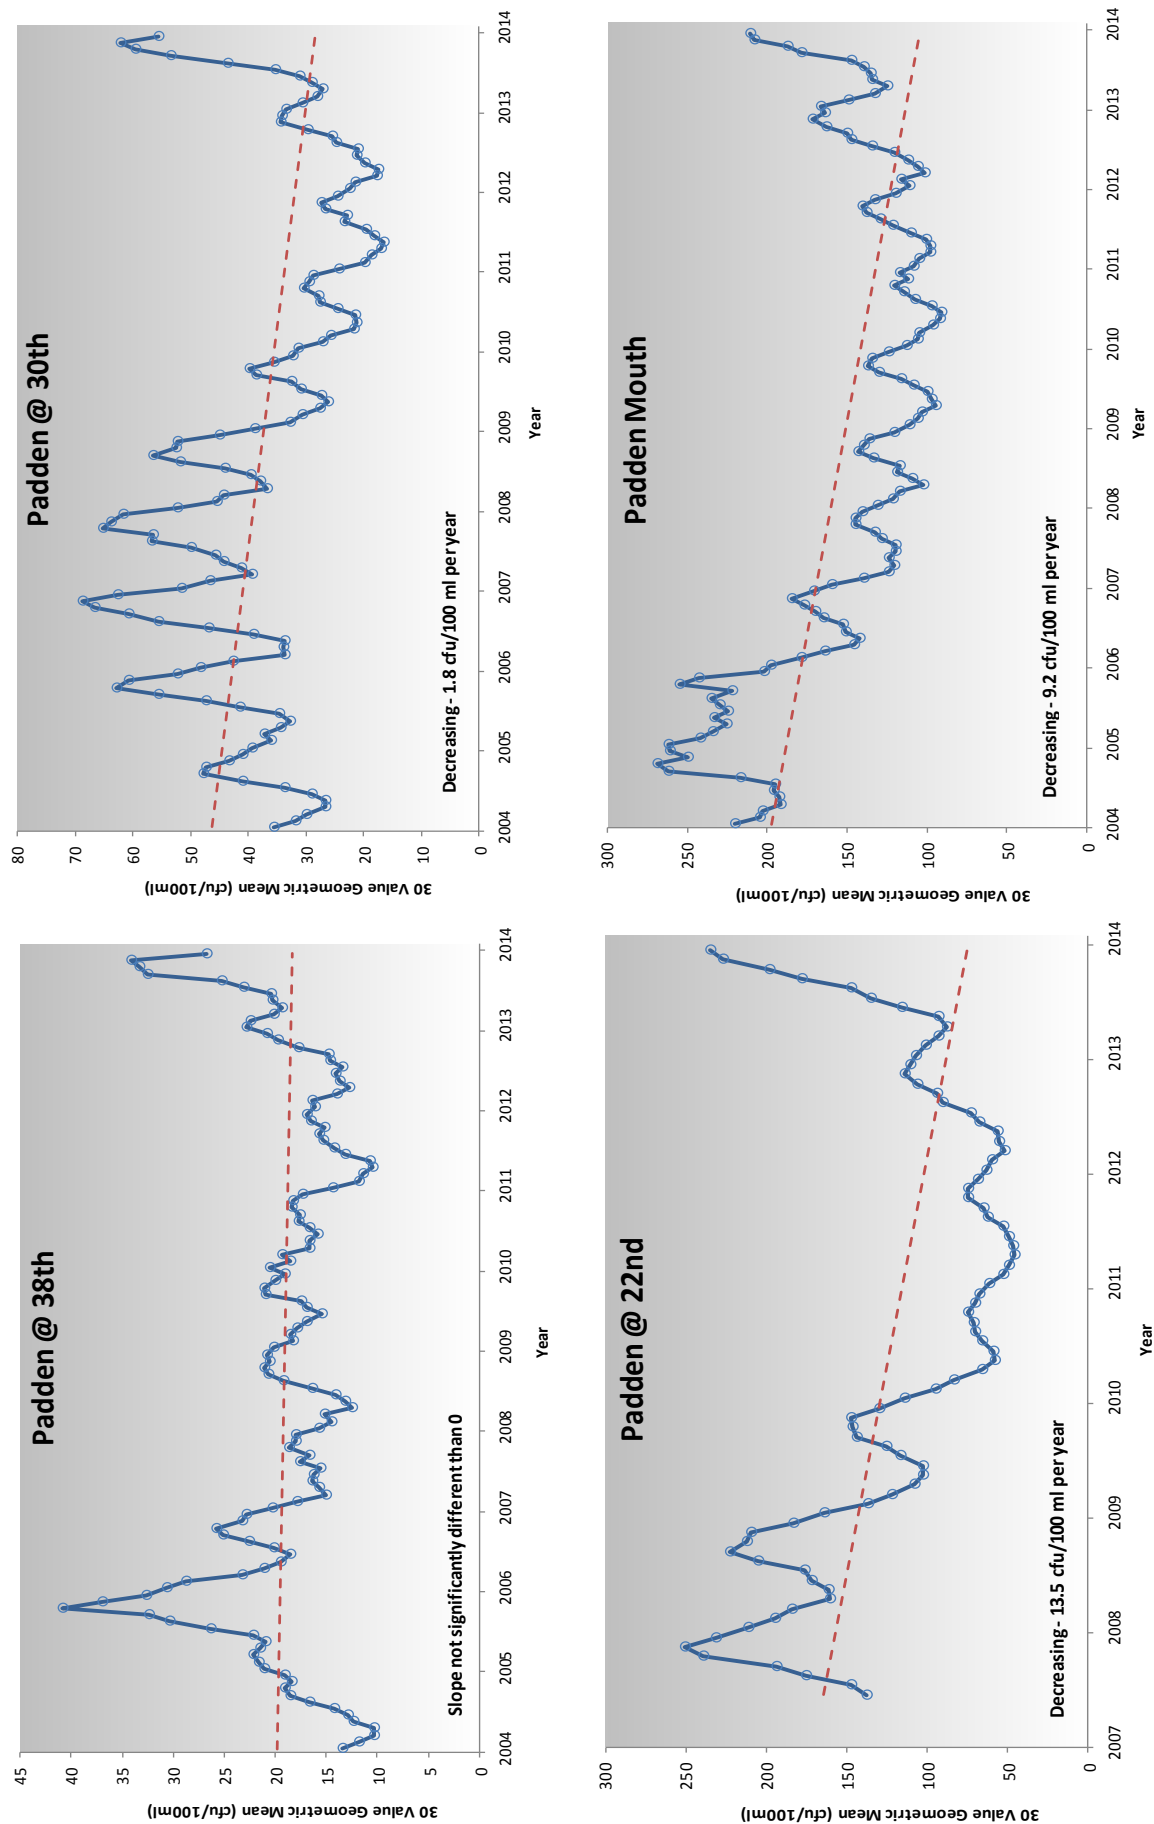 Padden @ 38th
45
40
35
30
25
20
15
10
5
0
30 Value Geometric Mean (cfu/100ml)
Slope not significantly different than 0
2004 2005 2006 2007 2008 2009 2010 2011 2012 2013 2014
Year
Padden @ 30th
80
70
60
50
40
30
20
10
0
30 Value Geometric Mean (cfu/100ml)
Decreasing - 1.8 cfu/100 ml per year
2004 2005 2006 2007 2008 2009 2010 2011 2012 2013 2014
Year
Padden @ 22nd
300
250
200
150
100
50
0
30 Value Geometric Mean (cfu/100ml)
Decreasing - 13.5 cfu/100 ml per year
2007 2008 2009 2010 2011 2012 2013 2014
Year
Padden Mouth
300
250
200
150
100
50
0
30 Value Geometric Mean (cfu/100ml)
Decreasing - 9.2 cfu/100 ml per year
2004 2005 2006 2007 2008 2009 2010 2011 2012 2013 2014
Year